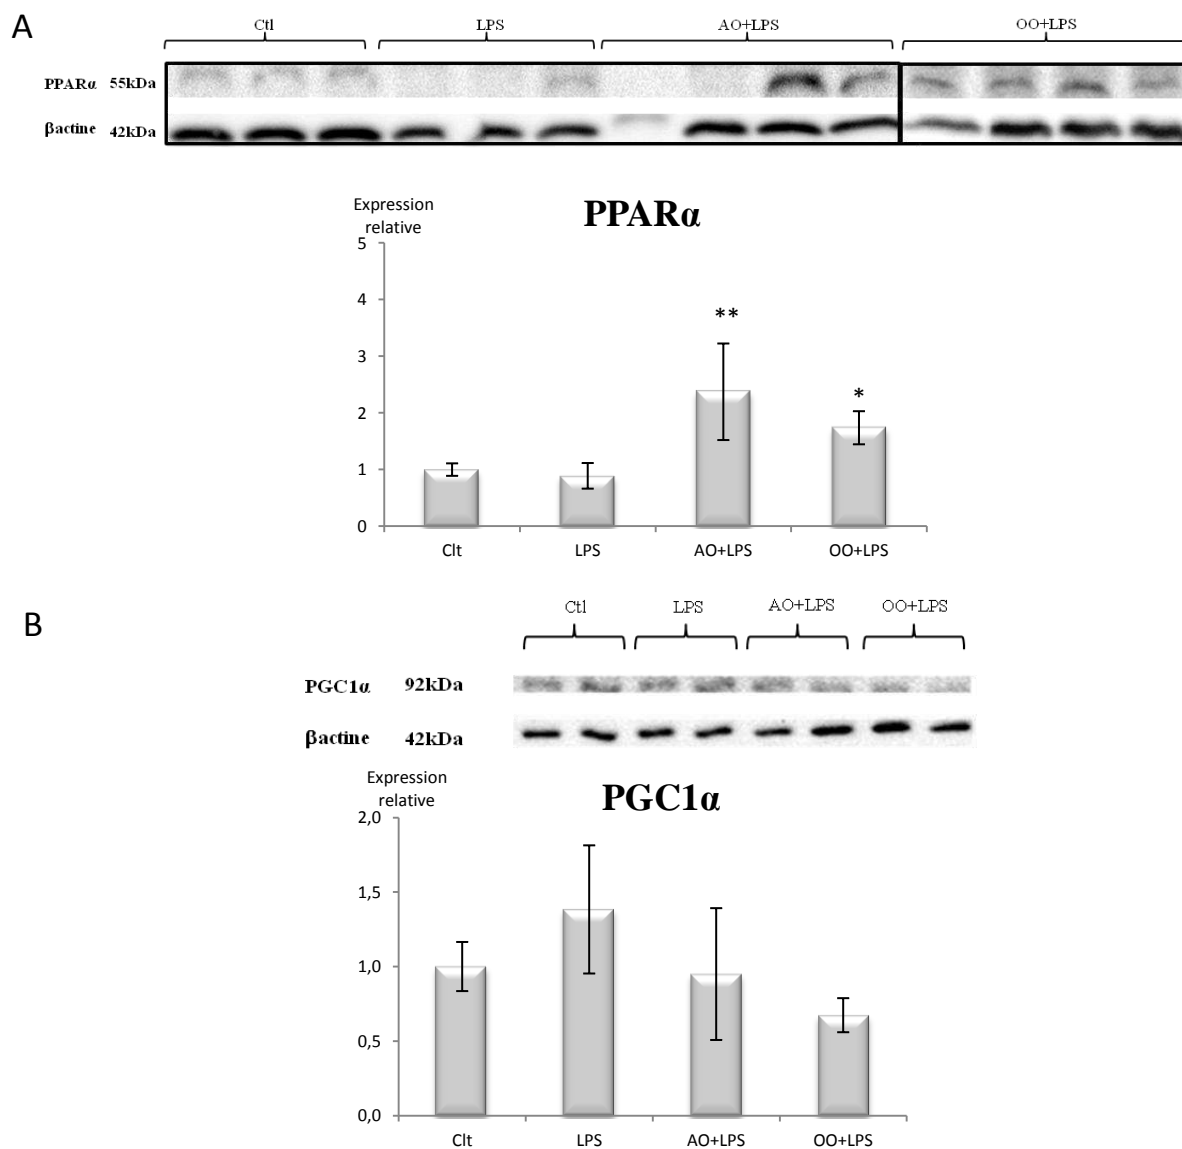 A
Ctl LPS AO+LPS OO+LPS
PPARα 55kDa
βactine 42kDa
Expression
relative
PPARα
5
4
3
2
1
0
**
*
Clt LPS AO+LPS OO+LPS
B
Ctl LPS AO+LPS OO+LPS
PGC1α 92kDa
βactine 42kDa
Expression
relative
PGC1α
2,0
1,5
1,0
0,5
0,0
Clt LPS AO+LPS OO+LPS